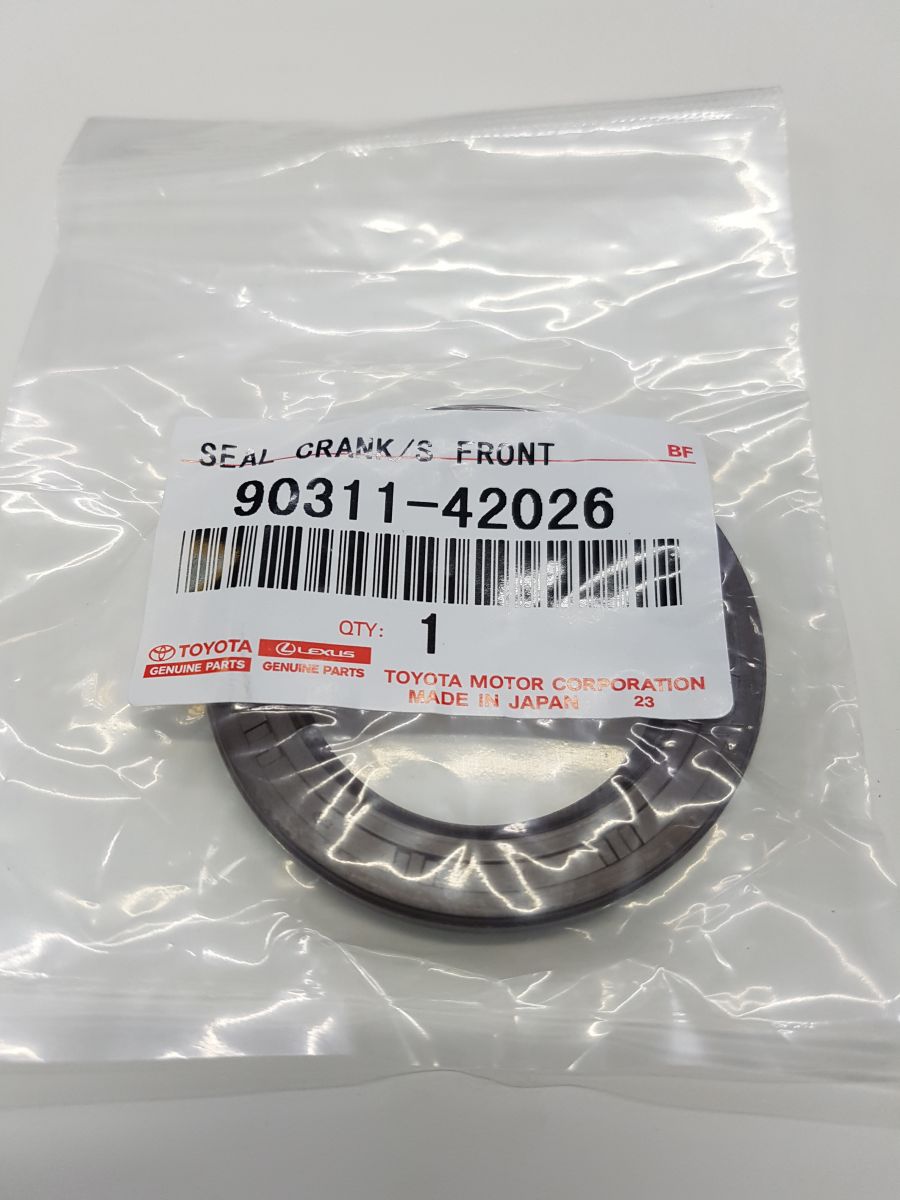 SEAL CRANK/S FRONT BF
90311-42026
QTY: 1
TOYOTA LEXUS
GENUINE PARTS GENUINE PARTS
TOYOTA MOTOR CORPORATION
MADE IN JAPAN 23